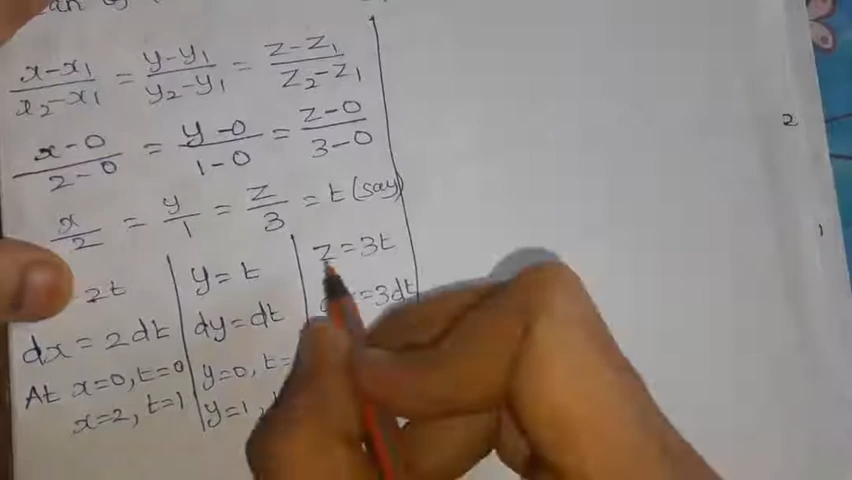 x-x₁/x₂-x₁ = y-y₁/y₂-y₁ = z-z₁/z₂-z₁
x-0/2-0 = y-0/1-0 = z-0/3-0
x/2 = y/1 = z/3 = t (say)
2t | y=t | z=3t
dx = 2dt | dy=dt | =3dt
At x=0, t=0 | y=0, t=
x=2, t=1 | y=1,
2
1